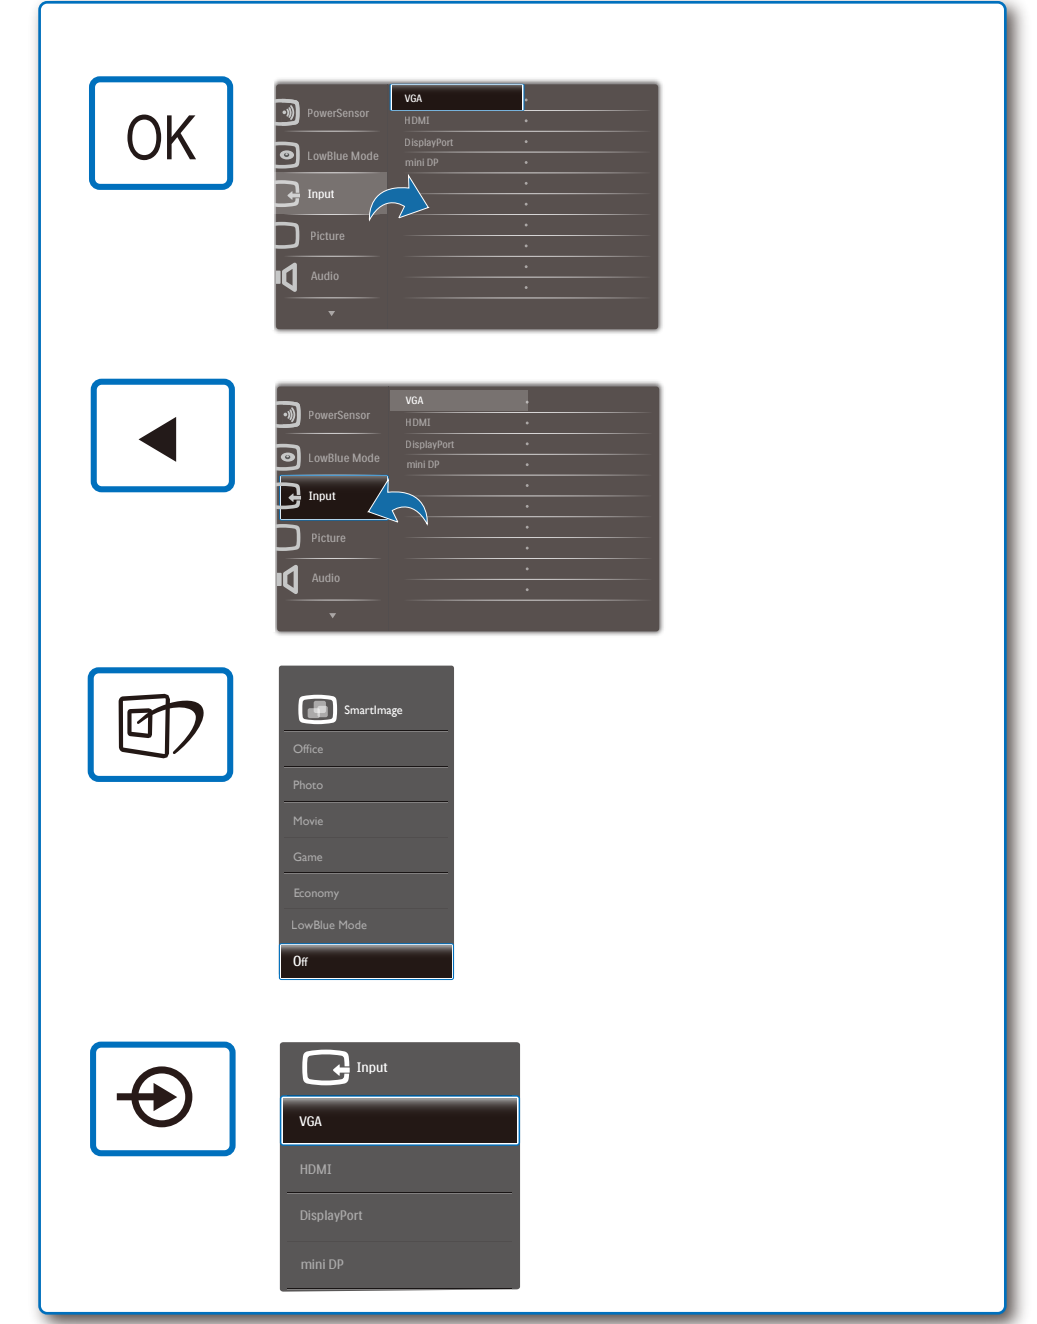 OK
PowerSensor
LowBlue Mode
Input
Picture
Audio
VGA
HDMI
DisplayPort
mini DP
PowerSensor
LowBlue Mode
Input
Picture
Audio
VGA
HDMI
DisplayPort
mini DP
SmartImage
Office
Photo
Movie
Game
Economy
LowBlue Mode
Off
Input
VGA
HDMI
DisplayPort
mini DP